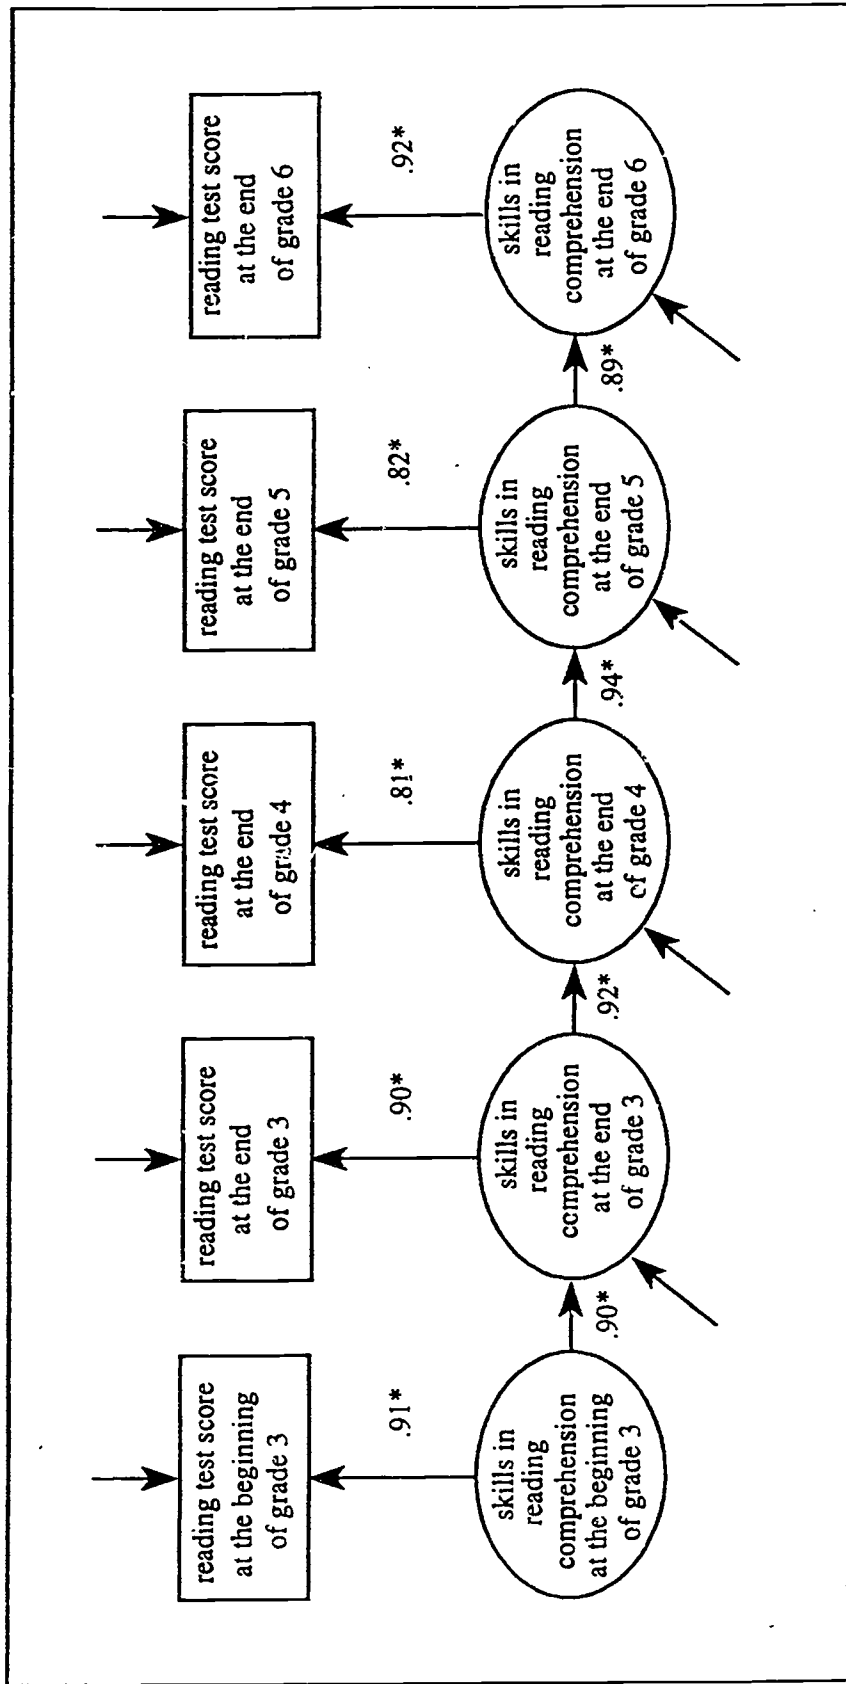 reading test score
at the beginning
of grade 3
reading test score
at the end
of grade 3
reading test score
at the end
of grade 4
reading test score
at the end
of grade 5
reading test score
at the end
of grade 6
.91*
.90*
.81*
.82*
.92*
skills in
reading
comprehension
at the beginning
of grade 3
skills in
reading
comprehension
at the end
of grade 3
skills in
reading
comprehension
at the end
of grade 4
skills in
reading
comprehension
at the end
of grade 5
skills in
reading
comprehension
at the end
of grade 6
.90*
.92*
.94*
.89*